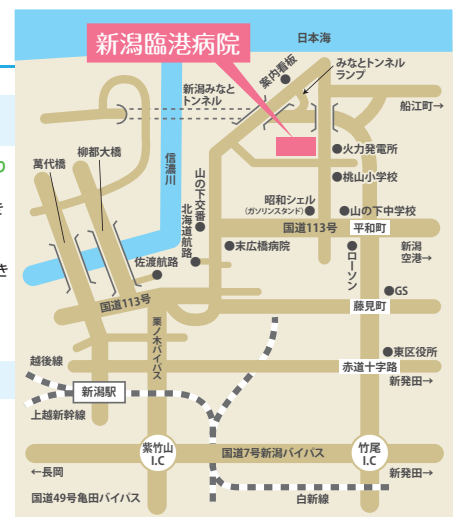 日本海
新潟臨港病院
案内看板
みなとトンネル
ランプ
新潟みなと
トンネル
船江町→
火力発電所
桃山小学校
萬代橋
柳都大橋
信濃川
山の下交番
北海道航路
昭和シェル
(ガソリンスタンド)
山の下中学校
国道113号
平和町
末広橋病院
新潟
空港→
佐渡航路
ローソン
国道113号
GS
藤見町
栗ノ木バイパス
東区役所
越後線
赤道十字路
新発田→
新潟駅
上越新幹線
紫竹山
I.C
国道7号新潟バイパス
竹尾
I.C
←長岡
新発田→
国道49号亀田バイパス
白新線
り
き
き